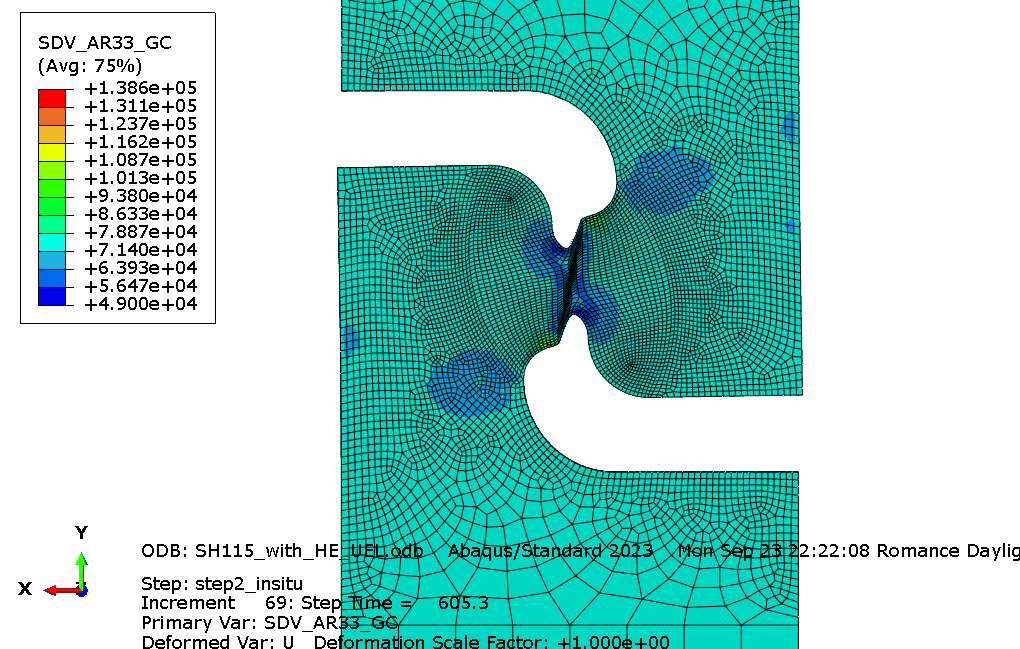 SDV_AR33_GC
(Avg: 75%)
+1.386e+05
+1.311e+05
+1.237e+05
+1.162e+05
+1.087e+05
+1.013e+05
+9.380e+04
+8.633e+04
+7.887e+04
+7.140e+04
+6.393e+04
+5.647e+04
+4.900e+04
Y
X
ODB: SH115_with_HE_UEL.odb Abaqus/Standard 2023 Mon Sep 23 22:22:08 Romance Daylig
Step: step2_insitu
Increment 69: Step Time = 605.3
Primary Var: SDV_AR33_GC
Deformed Var: U Deformation Scale Factor: +1.000e+00